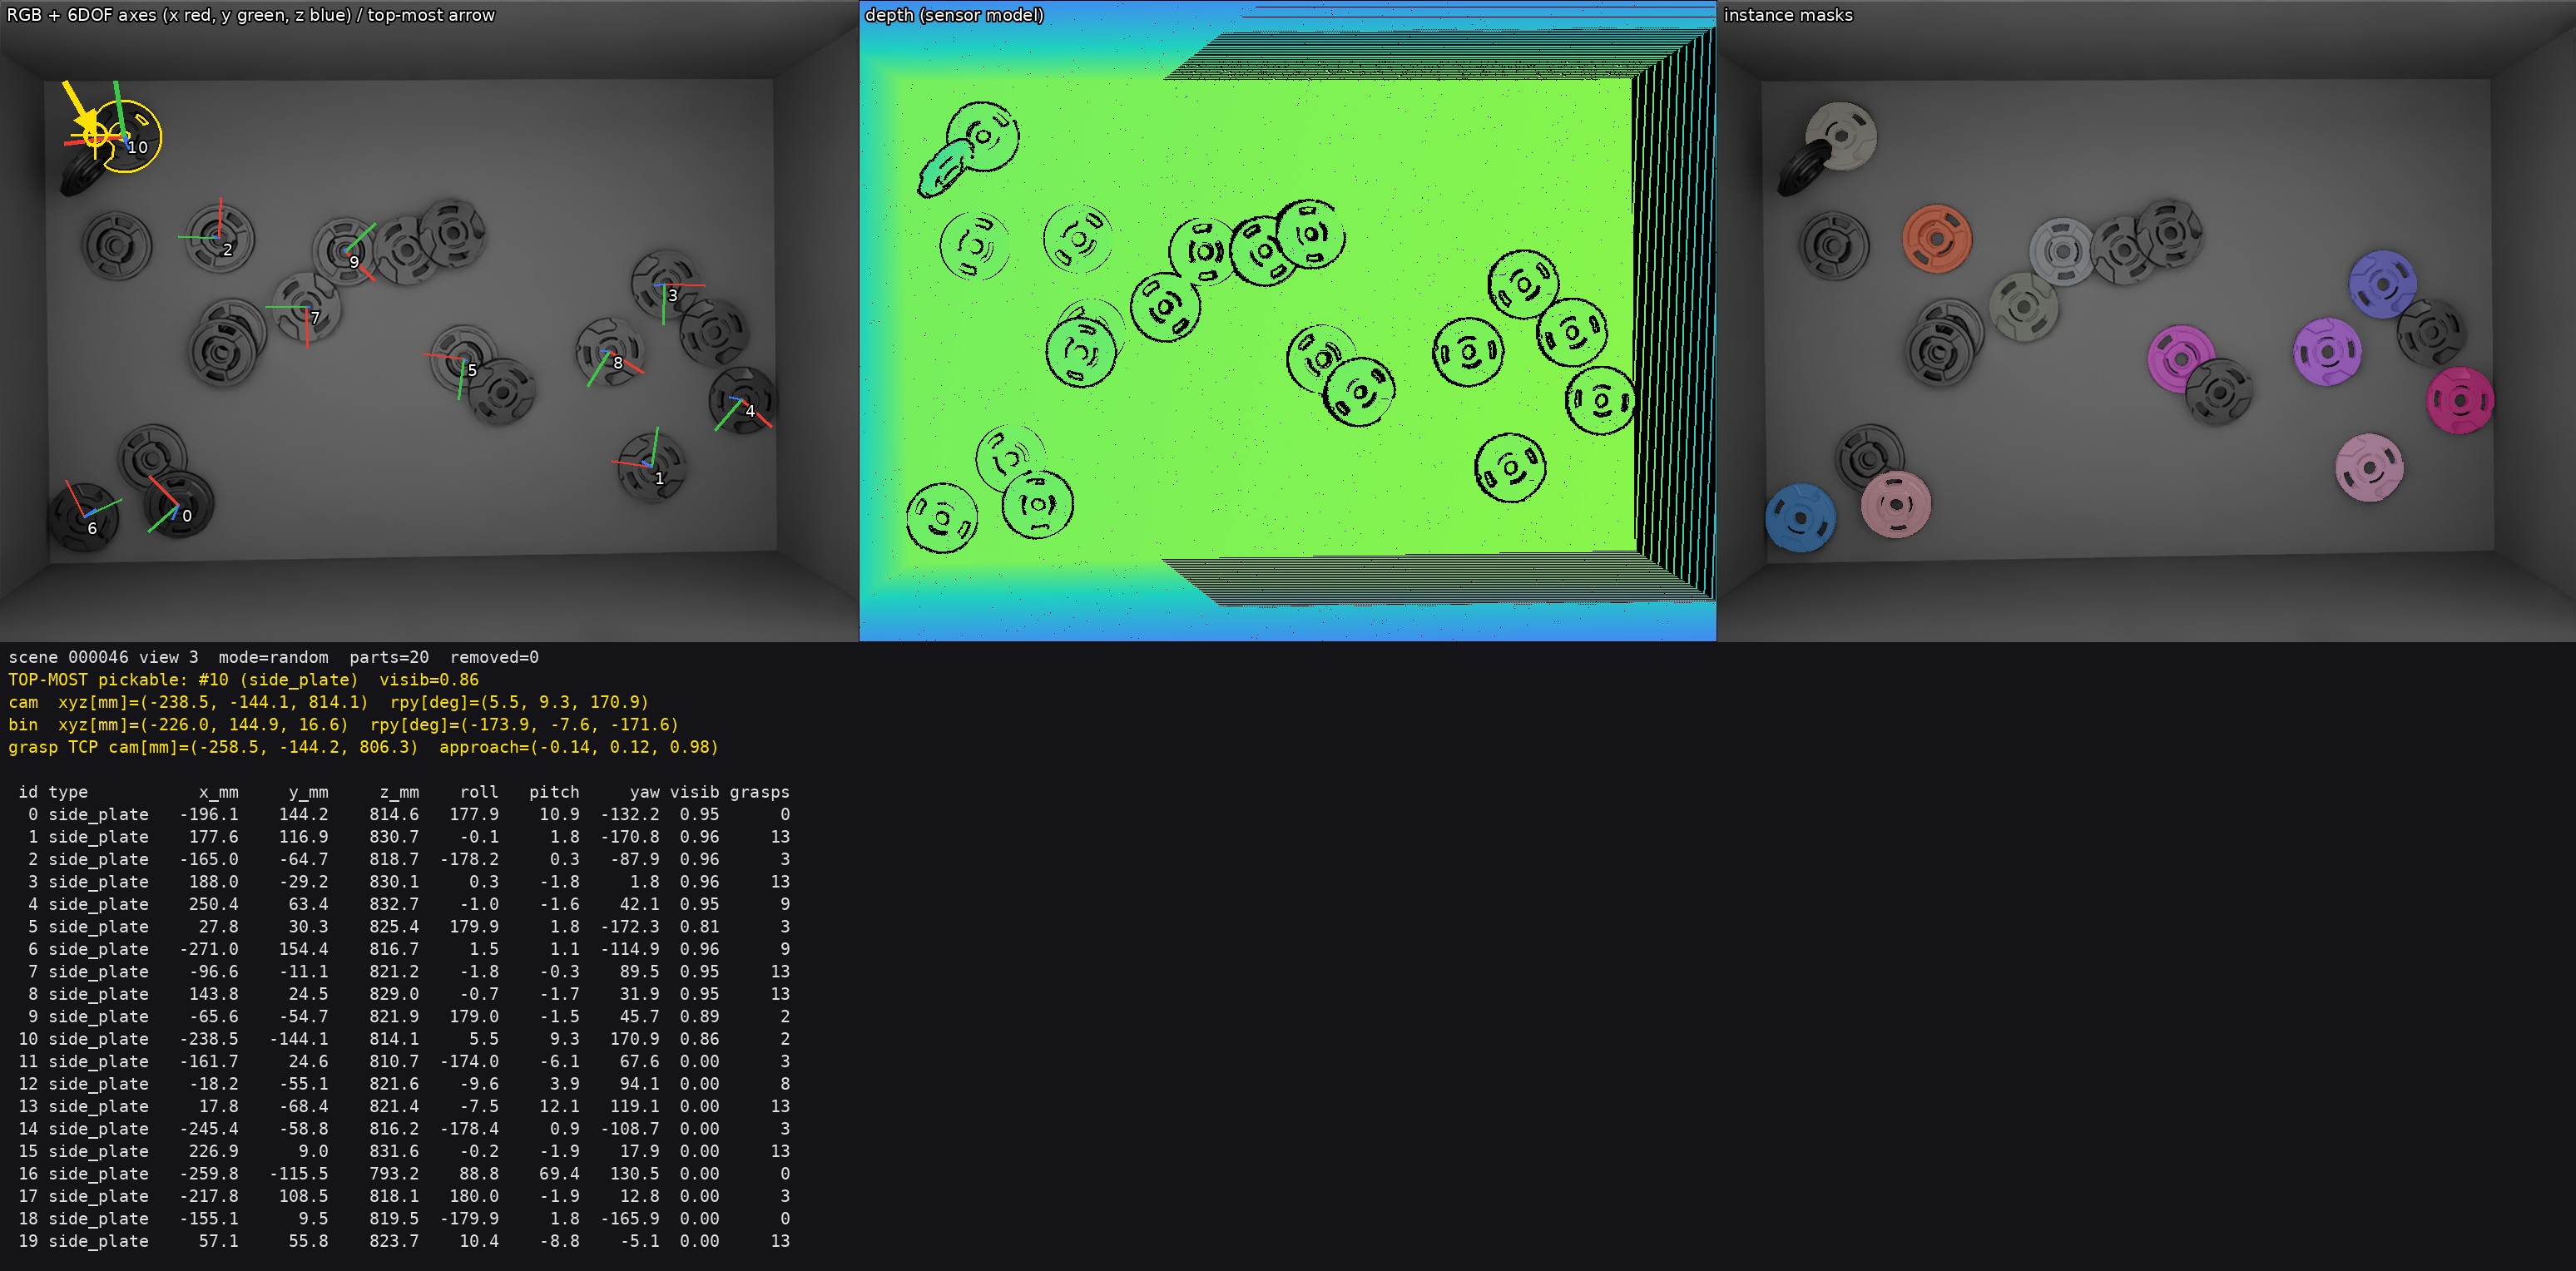 RGB + 6DOF axes (x red, y green, z blue) / top-most arrow
depth (sensor model)
instance masks
10
2
9
3
7
8
5
4
1
0
6
scene 000046 view 3  mode=random  parts=20  removed=0
TOP-MOST pickable: #10 (side_plate)  visib=0.86
cam  xyz[mm]=(-238.5, -144.1, 814.1)  rpy[deg]=(5.5, 9.3, 170.9)
bin  xyz[mm]=(-226.0, 144.9, 16.6)  rpy[deg]=(-173.9, -7.6, -171.6)
grasp TCP cam[mm]=(-258.5, -144.2, 806.3)  approach=(-0.14, 0.12, 0.98)
id type x_mm y_mm z_mm roll pitch yaw visib grasps
0 side_plate -196.1 144.2 814.6 177.9 10.9 -132.2 0.95 0
1 side_plate 177.6 116.9 830.7 -0.1 1.8 -170.8 0.96 13
2 side_plate -165.0 -64.7 818.7 -178.2 0.3 -87.9 0.96 3
3 side_plate 188.0 -29.2 830.1 0.3 -1.8 1.8 0.96 13
4 side_plate 250.4 63.4 832.7 -1.0 -1.6 42.1 0.95 9
5 side_plate 27.8 30.3 825.4 179.9 1.8 -172.3 0.81 3
6 side_plate -271.0 154.4 816.7 1.5 1.1 -114.9 0.96 9
7 side_plate -96.6 -11.1 821.2 -1.8 -0.3 89.5 0.95 13
8 side_plate 143.8 24.5 829.0 -0.7 -1.7 31.9 0.95 13
9 side_plate -65.6 -54.7 821.9 179.0 -1.5 45.7 0.89 2
10 side_plate -238.5 -144.1 814.1 5.5 9.3 170.9 0.86 2
11 side_plate -161.7 24.6 810.7 -174.0 -6.1 67.6 0.00 3
12 side_plate -18.2 -55.1 821.6 -9.6 3.9 94.1 0.00 8
13 side_plate 17.8 -68.4 821.4 -7.5 12.1 119.1 0.00 13
14 side_plate -245.4 -58.8 816.2 -178.4 0.9 -108.7 0.00 3
15 side_plate 226.9 9.0 831.6 -0.2 -1.9 17.9 0.00 13
16 side_plate -259.8 -115.5 793.2 88.8 69.4 130.5 0.00 0
17 side_plate -217.8 108.5 818.1 180.0 -1.9 12.8 0.00 3
18 side_plate -155.1 9.5 819.5 -179.9 1.8 -165.9 0.00 0
19 side_plate 57.1 55.8 823.7 10.4 -8.8 -5.1 0.00 13